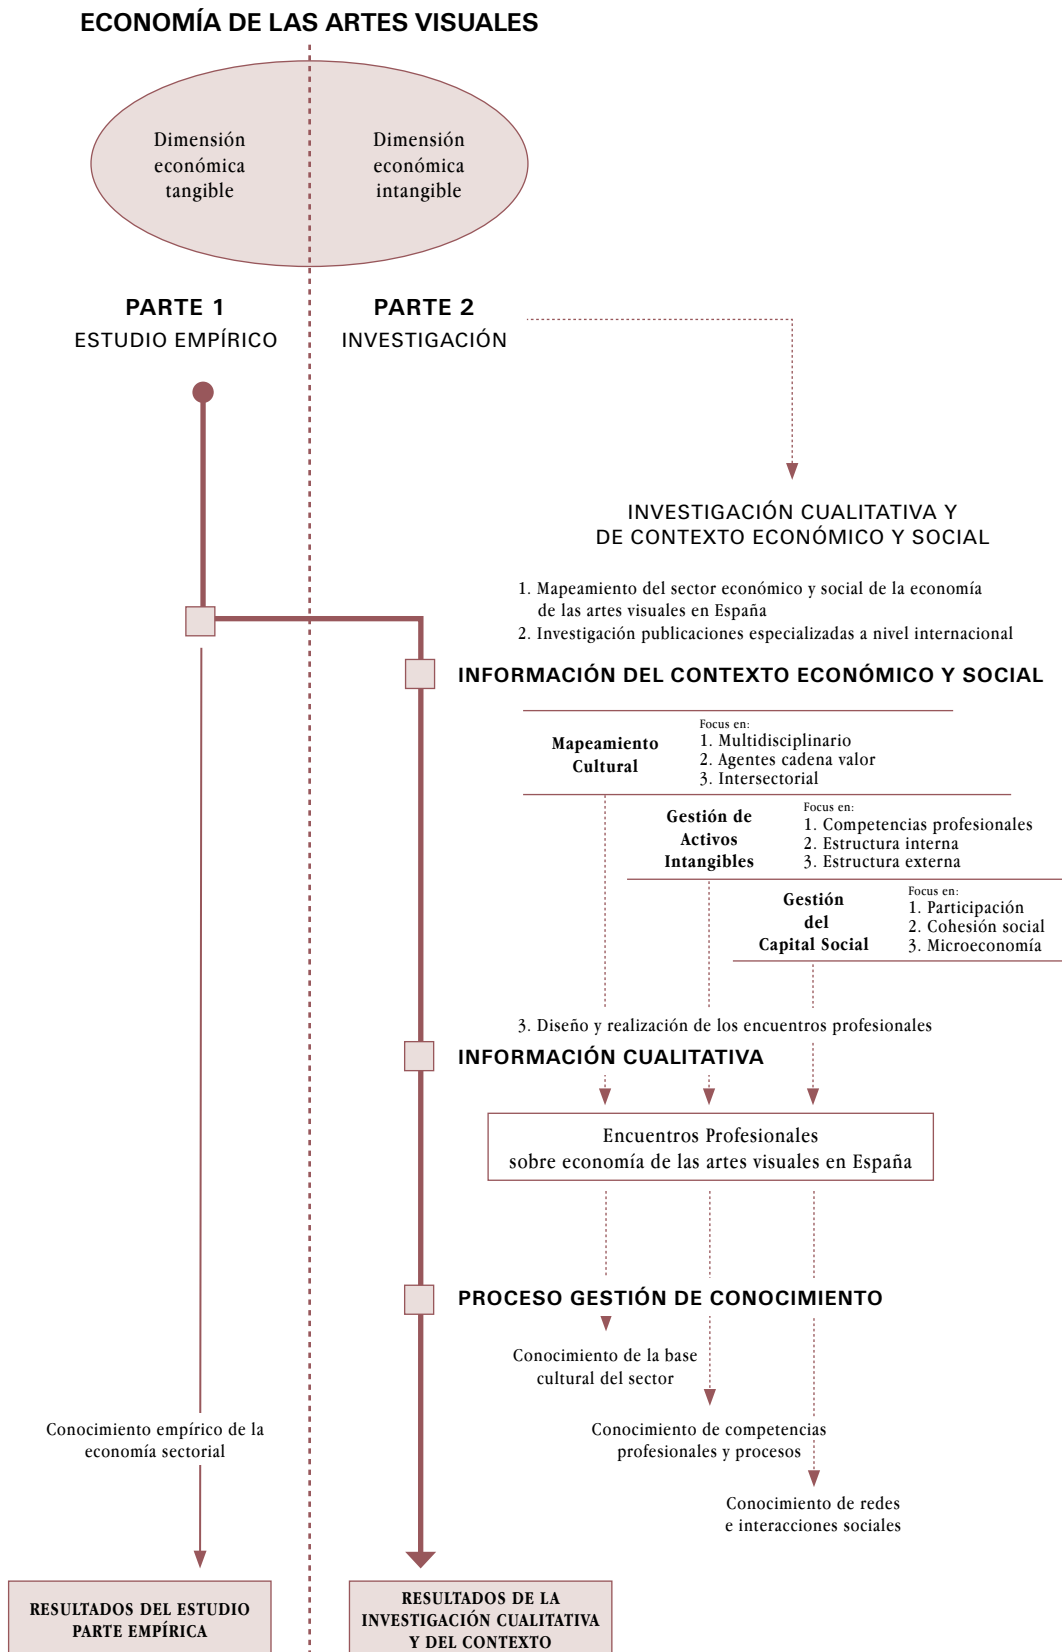 ECONOMÍA DE LAS ARTES VISUALES
Dimensión
económica
tangible
Dimensión
económica
intangible
PARTE 1
ESTUDIO EMPÍRICO
PARTE 2
INVESTIGACIÓN
INVESTIGACIÓN CUALITATIVA Y
DE CONTEXTO ECONÓMICO Y SOCIAL
1. Mapeamiento del sector económico y social de la economía
de las artes visuales en España
2. Investigación publicaciones especializadas a nivel internacional
INFORMACIÓN DEL CONTEXTO ECONÓMICO Y SOCIAL
Mapeamiento
Cultural
Focus en:
1. Multidisciplinario
2. Agentes cadena valor
3. Intersectorial
Gestión de
Activos
Intangibles
Focus en:
1. Competencias profesionales
2. Estructura interna
3. Estructura externa
Gestión
del
Capital Social
Focus en:
1. Participación
2. Cohesión social
3. Microeconomía
3. Diseño y realización de los encuentros profesionales
INFORMACIÓN CUALITATIVA
Encuentros Profesionales
sobre economía de las artes visuales en España
PROCESO GESTIÓN DE CONOCIMIENTO
Conocimiento de la base
cultural del sector
Conocimiento empírico de la
economía sectorial
Conocimiento de competencias
profesionales y procesos
Conocimiento de redes
e interacciones sociales
RESULTADOS DEL ESTUDIO
PARTE EMPÍRICA
RESULTADOS DE LA
INVESTIGACIÓN CUALITATIVA
Y DEL CONTEXTO